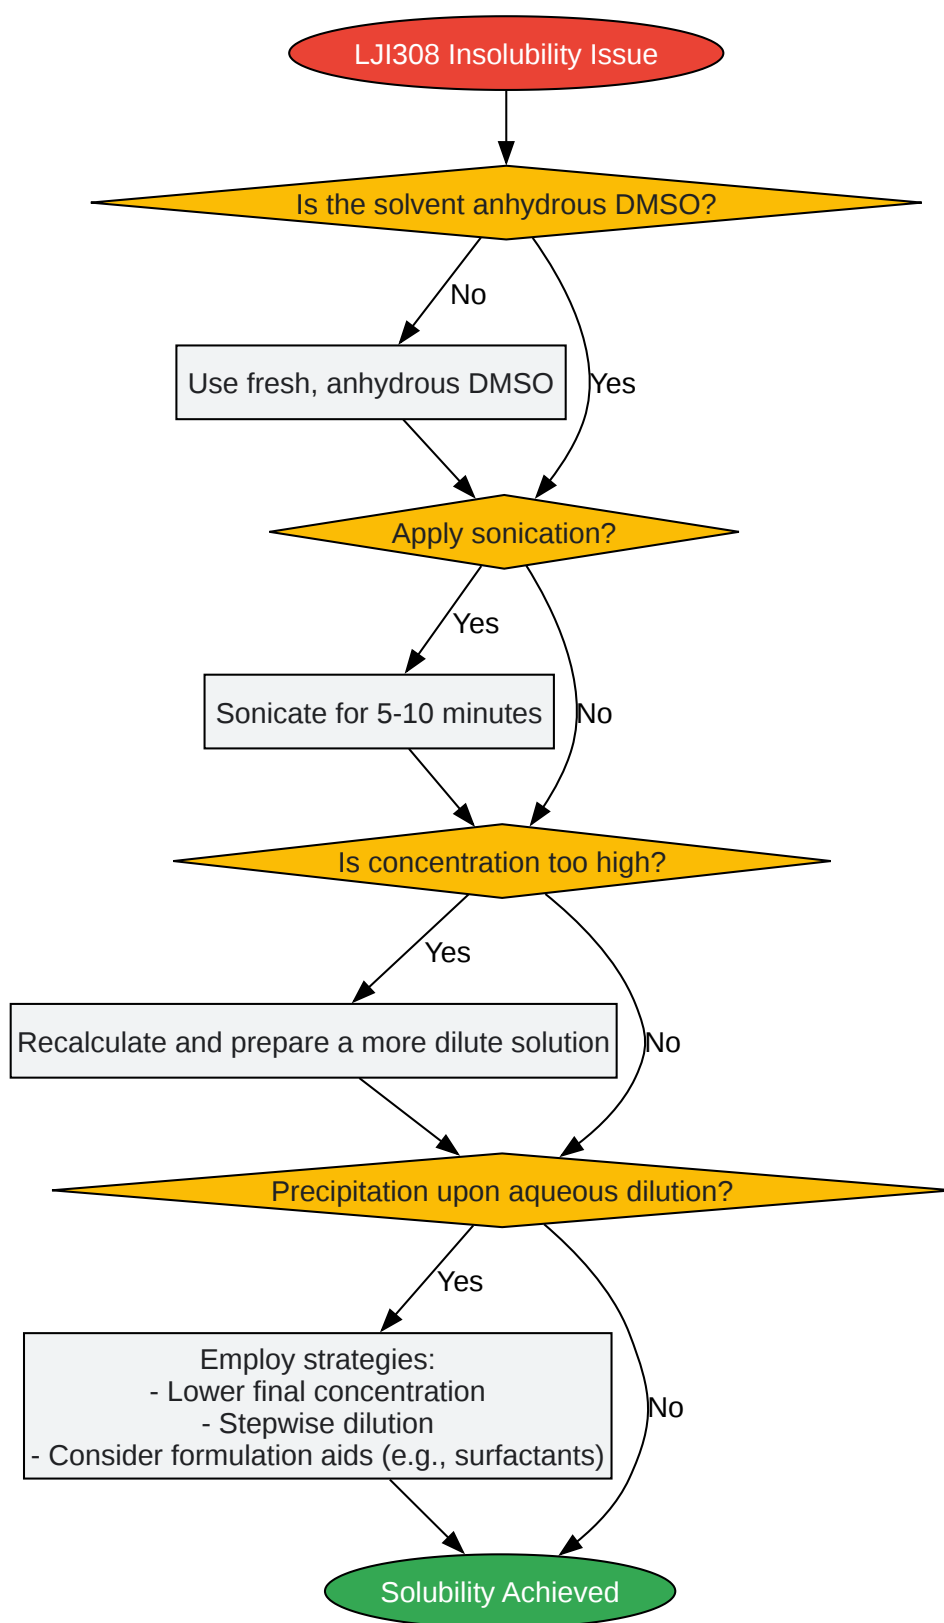 LJI308 Insolubility Issue
Is the solvent anhydrous DMSO?
No
Use fresh, anhydrous DMSO
Yes
Apply sonication?
Yes
Sonicate for 5-10 minutes
No
Is concentration too high?
Yes
Recalculate and prepare a more dilute solution
No
Precipitation upon aqueous dilution?
Yes
Employ strategies:
- Lower final concentration
- Stepwise dilution
- Consider formulation aids (e.g., surfactants)
No
Solubility Achieved